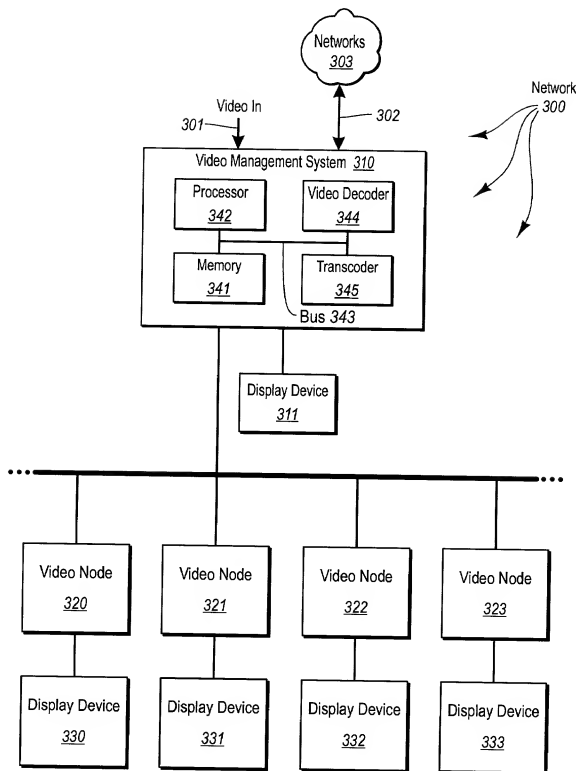 Networks
303
Network
300
Video In
301
302
Video Management System 310
Processor
342
Video Decoder
344
Memory
341
Transcoder
345
Bus 343
Display Device
311
Video Node
320
Video Node
321
Video Node
322
Video Node
323
Display Device
330
Display Device
331
Display Device
332
Display Device
333